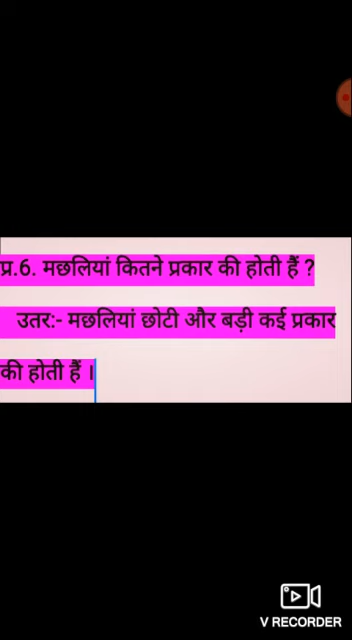 प्र.6. मछलियां कितने प्रकार की होती हैं ?
उतर:- मछलियां छोटी और बड़ी कई प्रकार
की होती हैं ।
V RECORDER